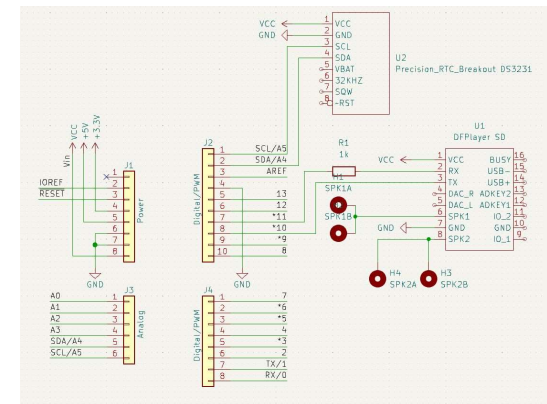 VCC
GND
1 VCC
2 GND
3 SCL
4 SDA
5 VBAT
6 32KHZ
7 SQW
8 ~RST
U2
Precision_RTC_Breakout DS3231
U1
DFPlayer SD
VCC
1 VCC BUSY 16
2 RX USB- 15
3 TX USB+ 14
4 DAC_R ADKEY2 13
5 DAC_L ADKEY1 12
6 SPK1 IO_2 11
GND
7 GND GND 10
8 SPK2 IO_1 9
R1
1k
SPK1A
SPK1B
H4
SPK2A
H3
SPK2B
Vin
VCC
+5V
+3.3V
J1
Power
1
IOREF 2
RESET 3
4
5
6
7
8
GND
J2
Digital/PWM
1 SCL/A5
2 SDA/A4
3 AREF
4
5 13
6 12
7 *11
8 *10
9 *9
10 8
GND
J3
Analog
A0 1
A1 2
A2 3
A3 4
SDA/A4 5
SCL/A5 6
J4
Digital/PWM
1 7
2 *6
3 *5
4 4
5 *3
6 2
7 TX/1
8 RX/0